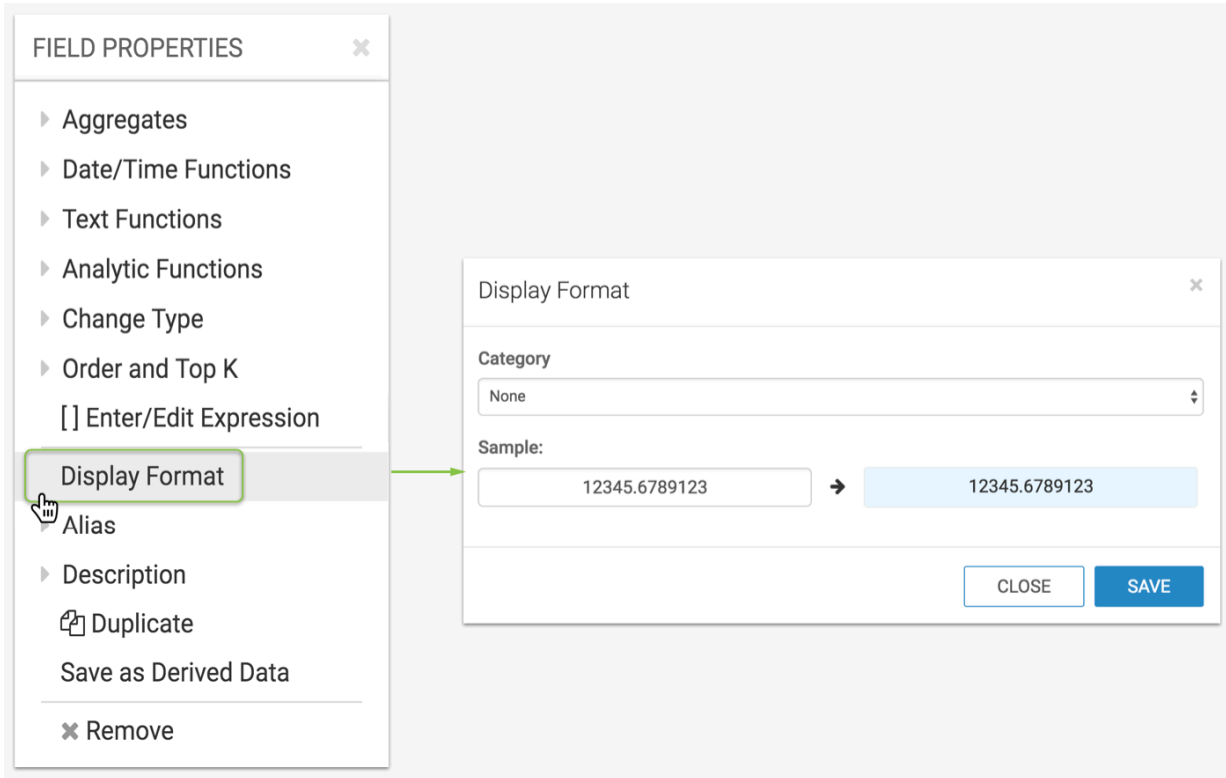 FIELD PROPERTIES
Aggregates
Date/Time Functions
Text Functions
Analytic Functions
Change Type
Order and Top K
[ ] Enter/Edit Expression
Display Format
Alias
Description
Duplicate
Save as Derived Data
Remove
Display Format
Category
None
Sample:
12345.6789123 12345.6789123
CLOSE SAVE